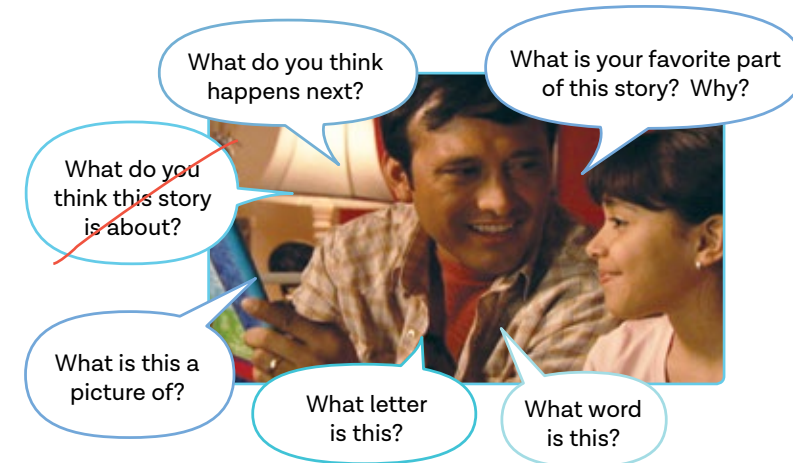 What do you think
happens next?
What is your favorite part
of this story? Why?
What do you
think this story
is about?
What is this a
picture of?
What letter
is this?
What word
is this?